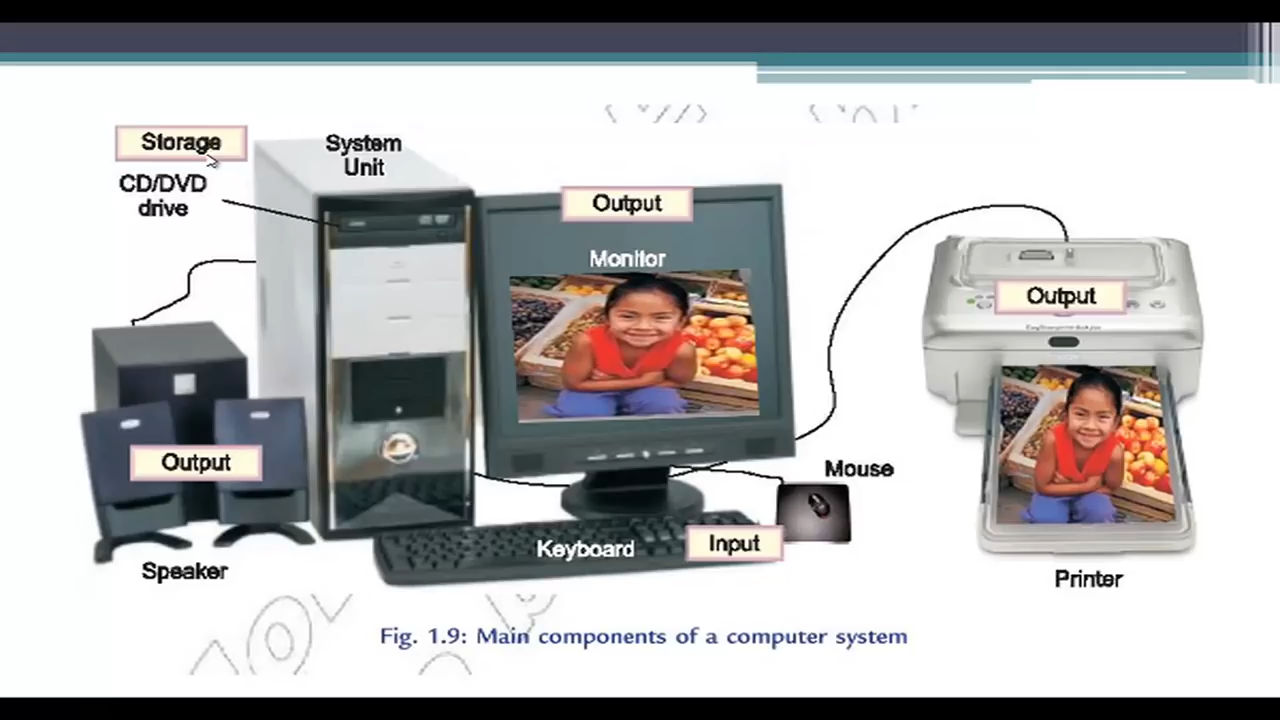 Storage
System
Unit
CD/DVD
drive
Output
Monitor
Output
Output
Mouse
Keyboard
Input
Speaker
Printer
Fig. 1.9: Main components of a computer system